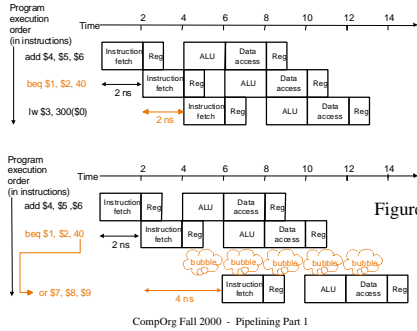 Program
execution
order
(in instructions)
Time
2 4 6 8 10 12 14
add $4, $5, $6
Instruction fetch Reg ALU Data access Reg
beq $1, $2, 40
Instruction fetch Reg ALU Data access Reg
2 ns
lw $3, 300($0)
Instruction fetch Reg ALU Data access Reg
2 ns
Program
execution
order
(in instructions)
Time
2 4 6 8 10 12 14
add $4, $5 ,$6
Instruction fetch Reg ALU Data access Reg
Figure
beq $1, $2, 40
Instruction fetch Reg ALU Data access Reg
2 ns
bubble bubble bubble bubble bubble
or $7, $8, $9
Instruction fetch Reg ALU Data access Reg
4 ns
CompOrg Fall 2000 - Pipelining Part 1